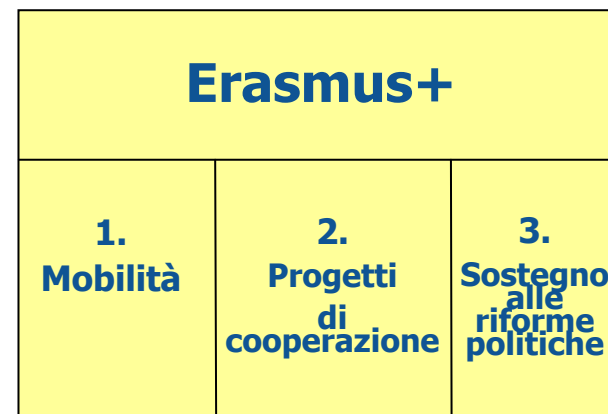 Erasmus+
1.
Mobilità
2.
Progetti
di
cooperazione
3.
Sostegno
alle
riforme
politiche